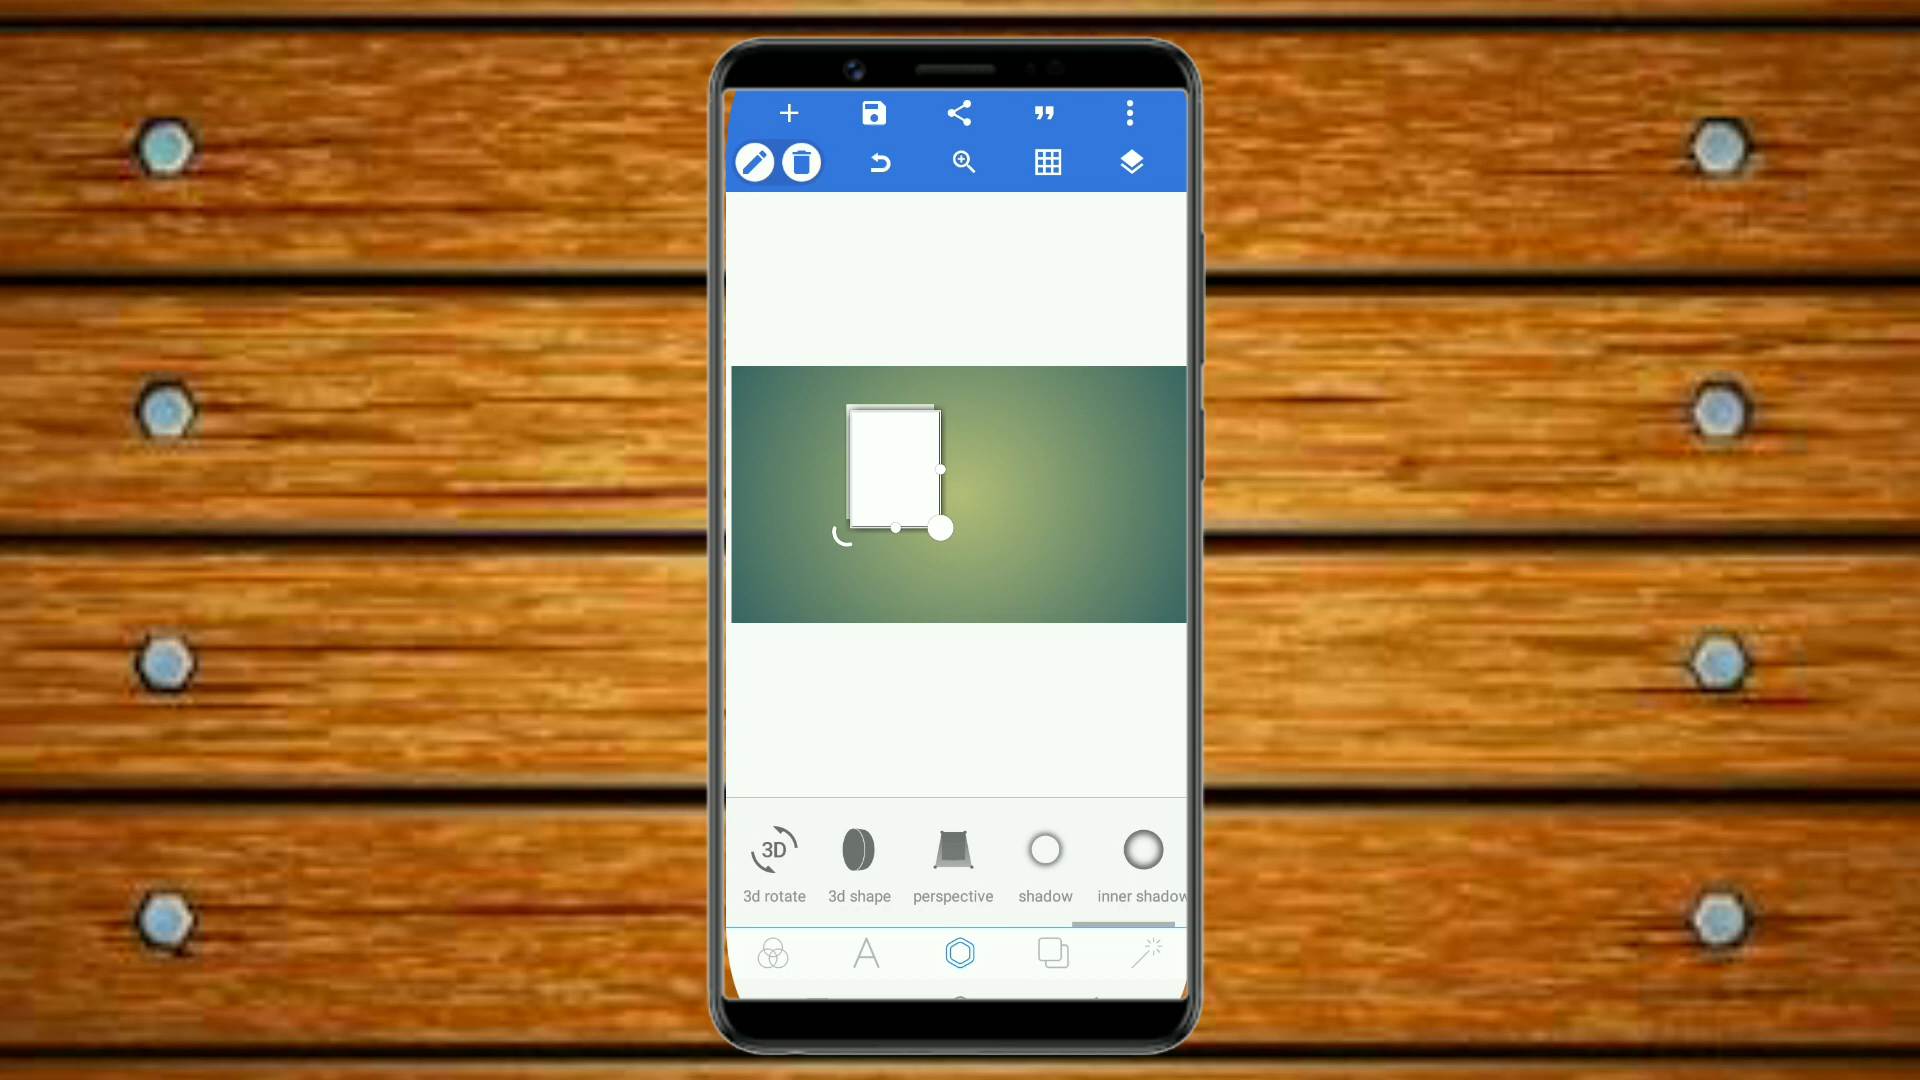 3D
3d rotate
3d shape
perspective
shadow
inner shadow